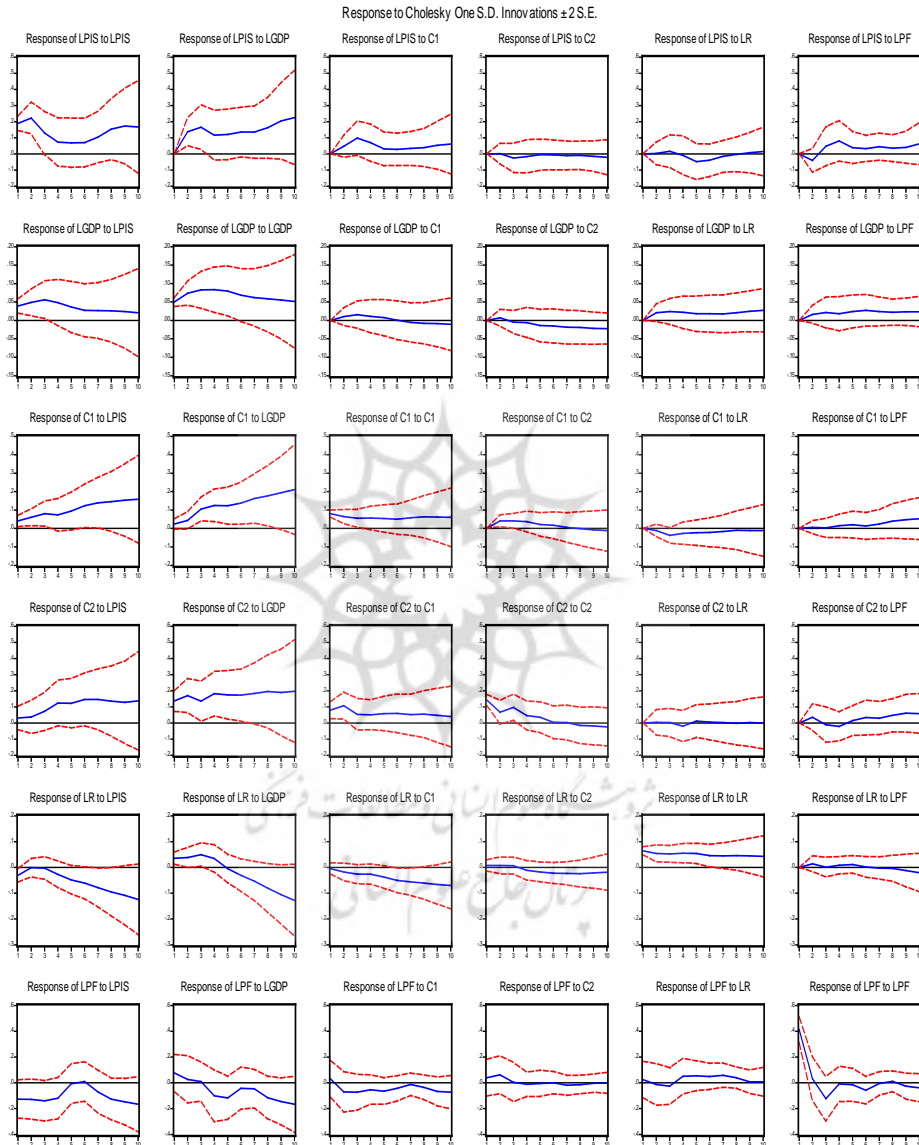 Response to Cholesky One S.D. Innovations ± 2 S.E.
Response of LPIS to LPIS
Response of LPIS to LGDP
Response of LPIS to C1
Response of LPIS to C2
Response of LPIS to LR
Response of LPIS to LPF
Response of LGDP to LPIS
Response of LGDP to LGDP
Response of LGDP to C1
Response of LGDP to C2
Response of LGDP to LR
Response of LGDP to LPF
Response of C1 to LPIS
Response of C1 to LGDP
Response of C1 to C1
Response of C1 to C2
Response of C1 to LR
Response of C1 to LPF
Response of C2 to LPIS
Response of C2 to LGDP
Response of C2 to C1
Response of C2 to C2
Response of C2 to LR
Response of C2 to LPF
پژوهشگاه علوم انسانی و مطالعات فرهنگی
Response of LR to LPIS
Response of LR to LGDP
Response of LR to C1
Response of LR to C2
Response of LR to LR
Response of LR to LPF
پرتال جامع علوم انسانی
Response of LPF to LPIS
Response of LPF to LGDP
Response of LPF to C1
Response of LPF to C2
Response of LPF to LR
Response of LPF to LPF